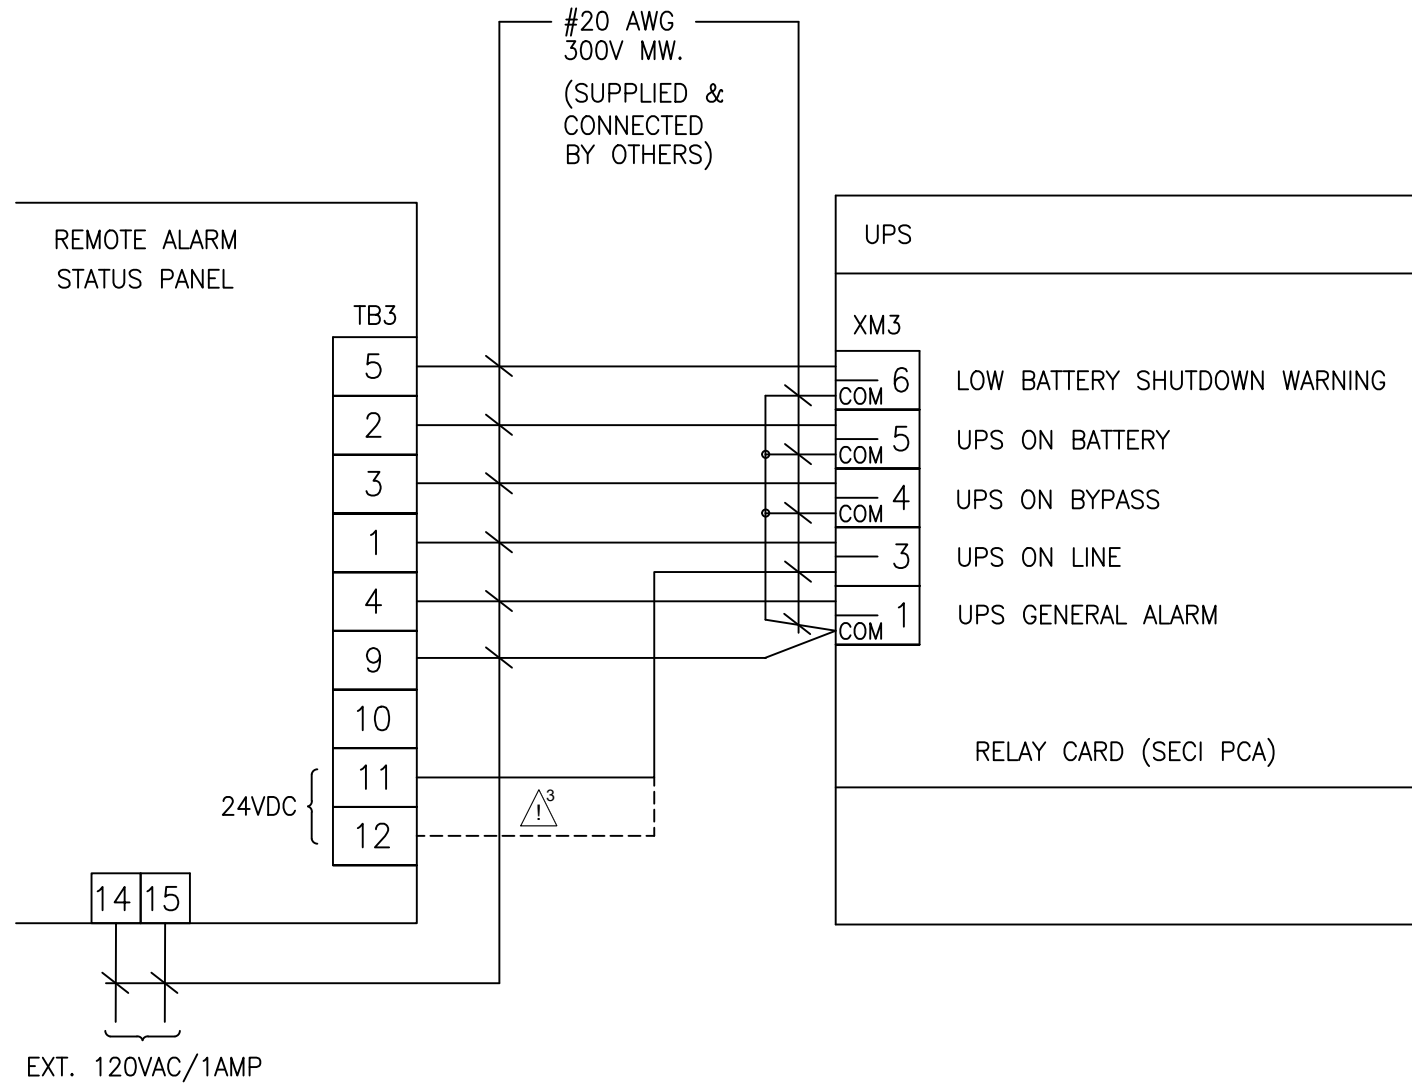 #20 AWG
300V MW.
(SUPPLIED &
CONNECTED
BY OTHERS)
REMOTE ALARM
STATUS PANEL
TB3
5
2
3
1
4
9
10
11
12
24VDC
!
3
14 15
EXT. 120VAC/1AMP
UPS
XM3
6 LOW BATTERY SHUTDOWN WARNING
COM
5 UPS ON BATTERY
COM
4 UPS ON BYPASS
COM
3 UPS ON LINE
1 UPS GENERAL ALARM
COM
RELAY CARD (SECI PCA)